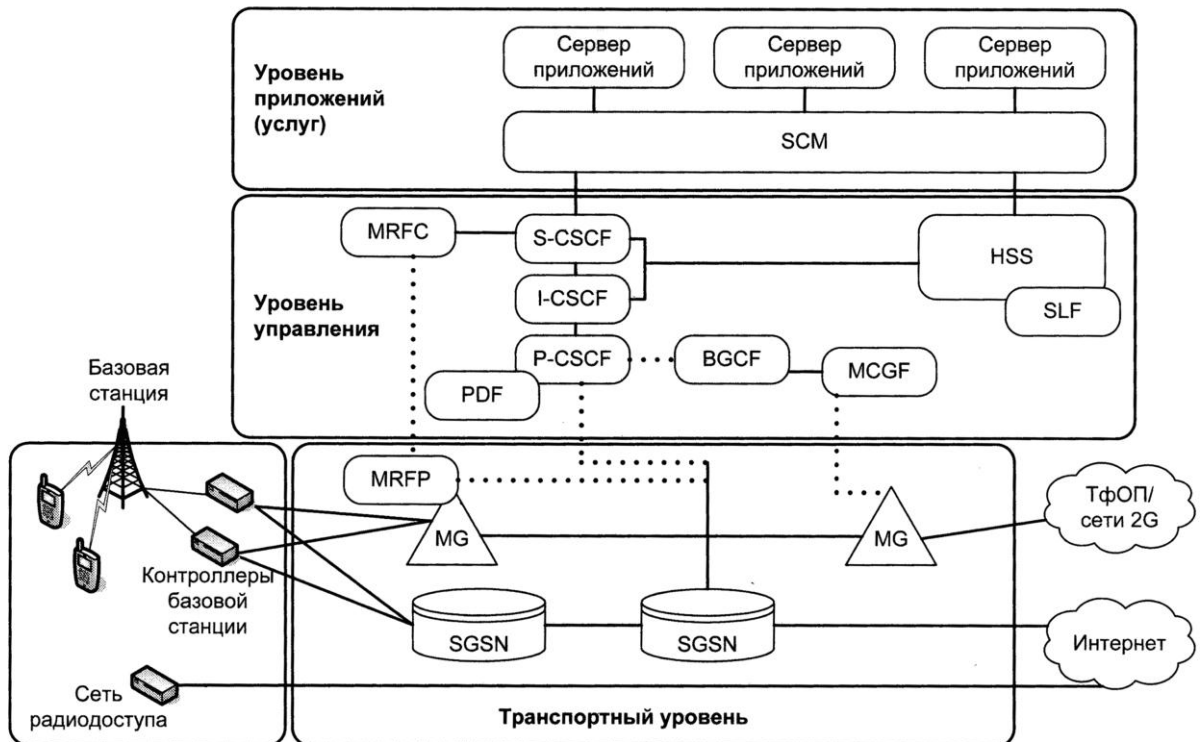 Сервер
приложений
Сервер
приложений
Сервер
приложений
Уровень
приложений
(услуг)
SCM
MRFC
S-CSCF
HSS
I-CSCF
SLF
Уровень
управления
P-CSCF
BGCF
MCGF
PDF
Базовая
станция
MRFP
MG
MG
ТфОП/
сети 2G
Контроллеры
базовой
станции
SGSN
SGSN
Интернет
Сеть
радиодоступа
Транспортный уровень